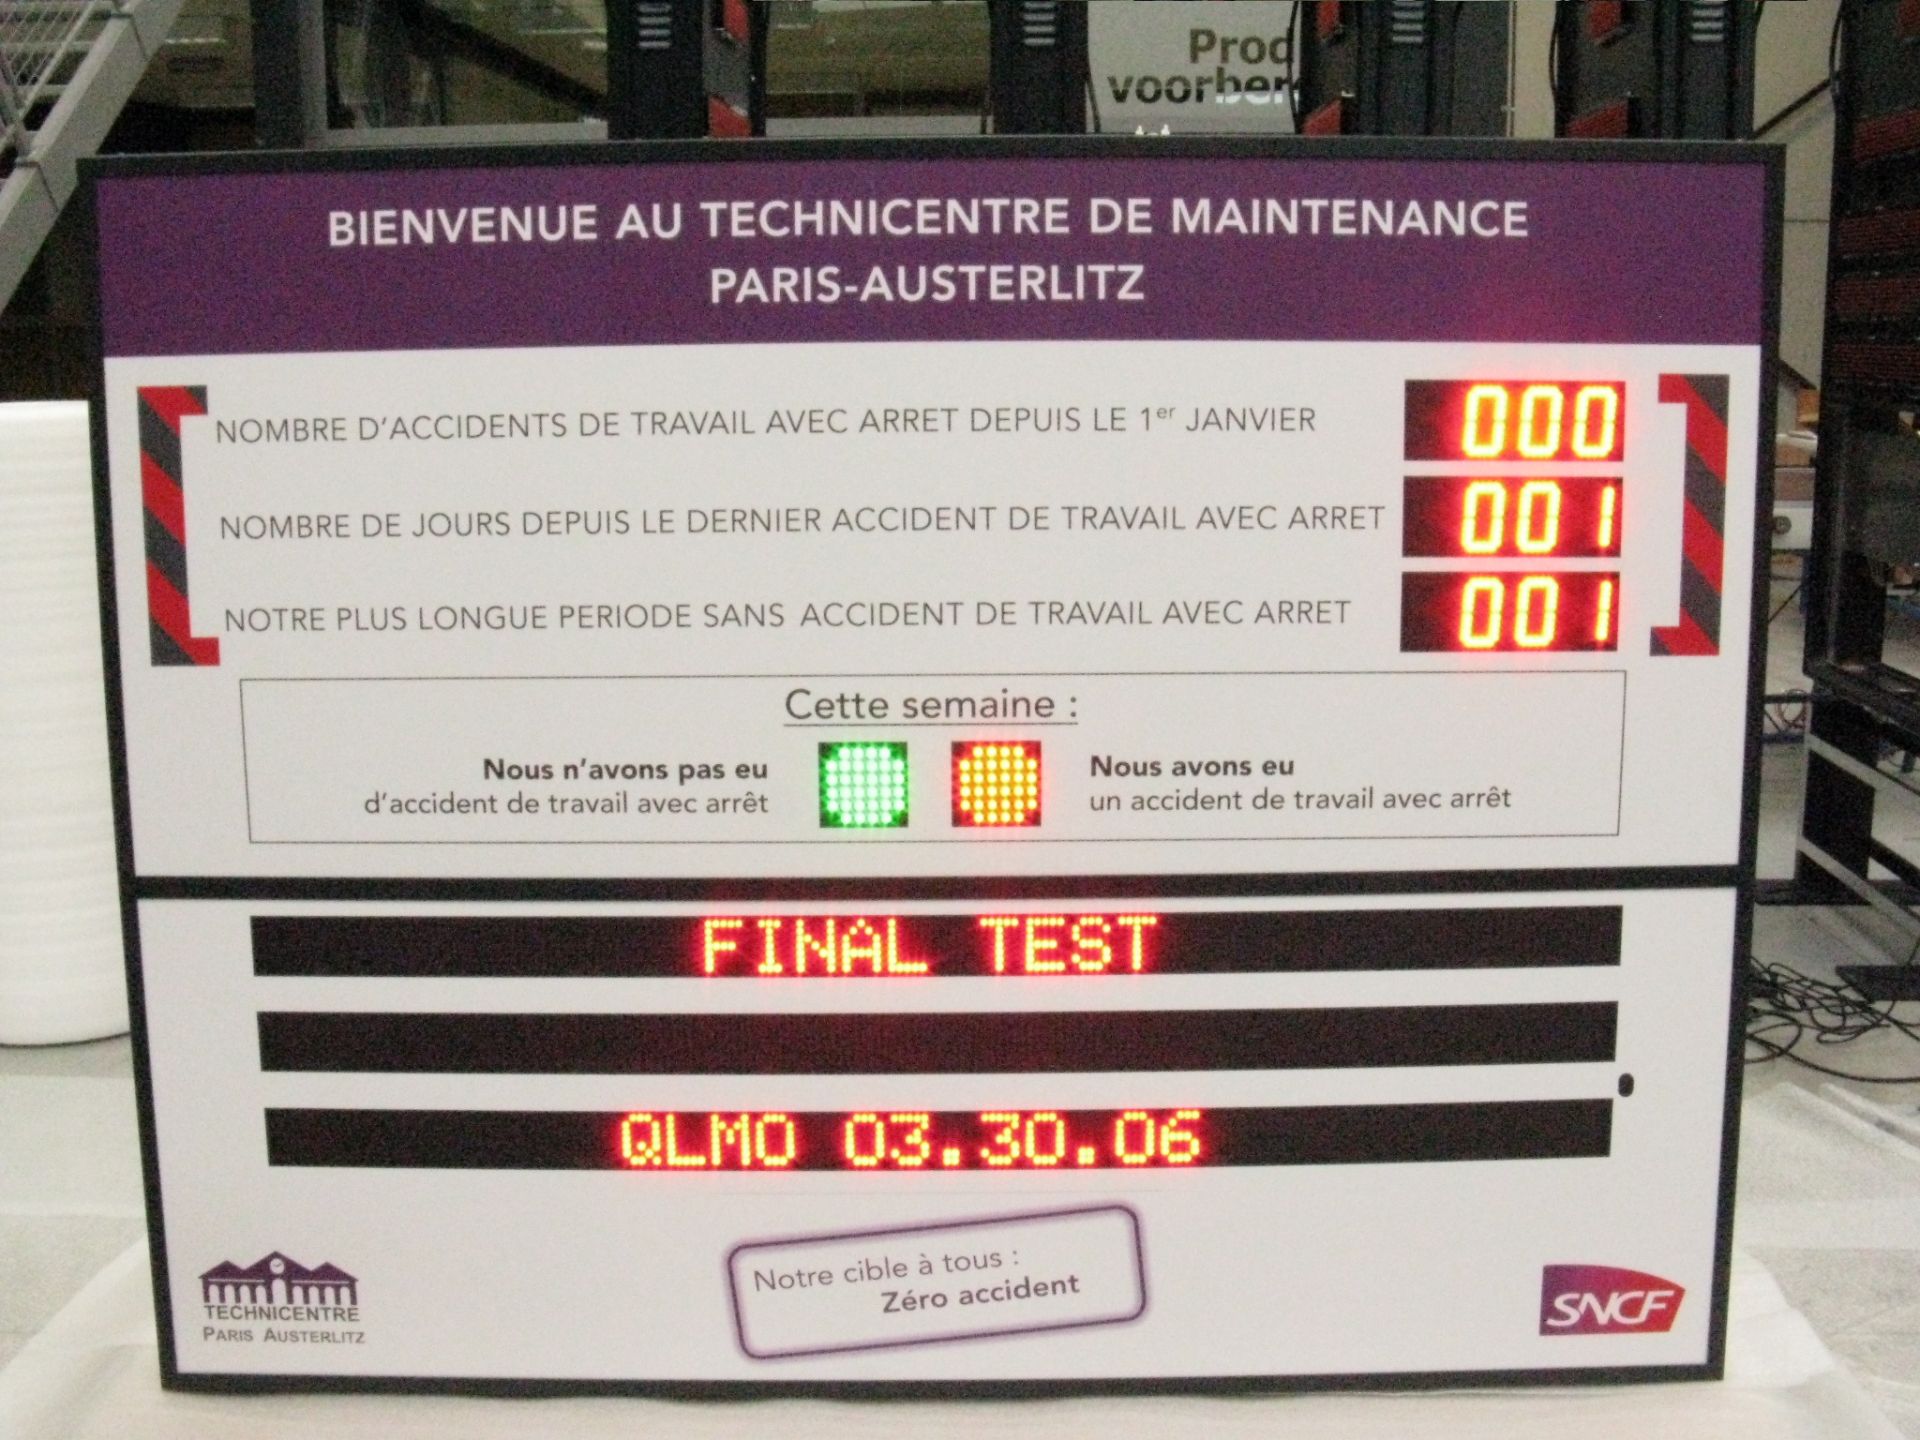 Prod
voorber
BIENVENUE AU TECHNICENTRE DE MAINTENANCE
PARIS-AUSTERLITZ
NOMBRE D'ACCIDENTS DE TRAVAIL AVEC ARRET DEPUIS LE 1er JANVIER 000
NOMBRE DE JOURS DEPUIS LE DERNIER ACCIDENT DE TRAVAIL AVEC ARRET 001
NOTRE PLUS LONGUE PERIODE SANS ACCIDENT DE TRAVAIL AVEC ARRET 001
Cette semaine :
Nous n'avons pas eu
d'accident de travail avec arrêt
Nous avons eu
un accident de travail avec arrêt
FINAL TEST
QLMO 03.30.06
Notre cible à tous :
Zéro accident
TECHNICENTRE
PARIS AUSTERLITZ
SNCF